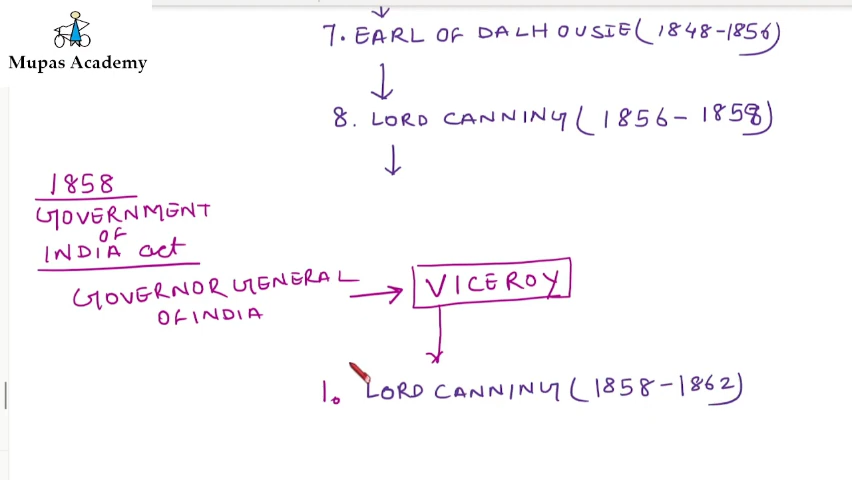 Mupas Academy
7. EARL OF DALHOUSIE (1848-1856)
8. LORD CANNING (1856- 1858)
1858
GOVERNMENT
OF
INDIA act
GOVERNOR GENERAL
OF INDIA
VICEROY
1. LORD CANNING (1858-1862)